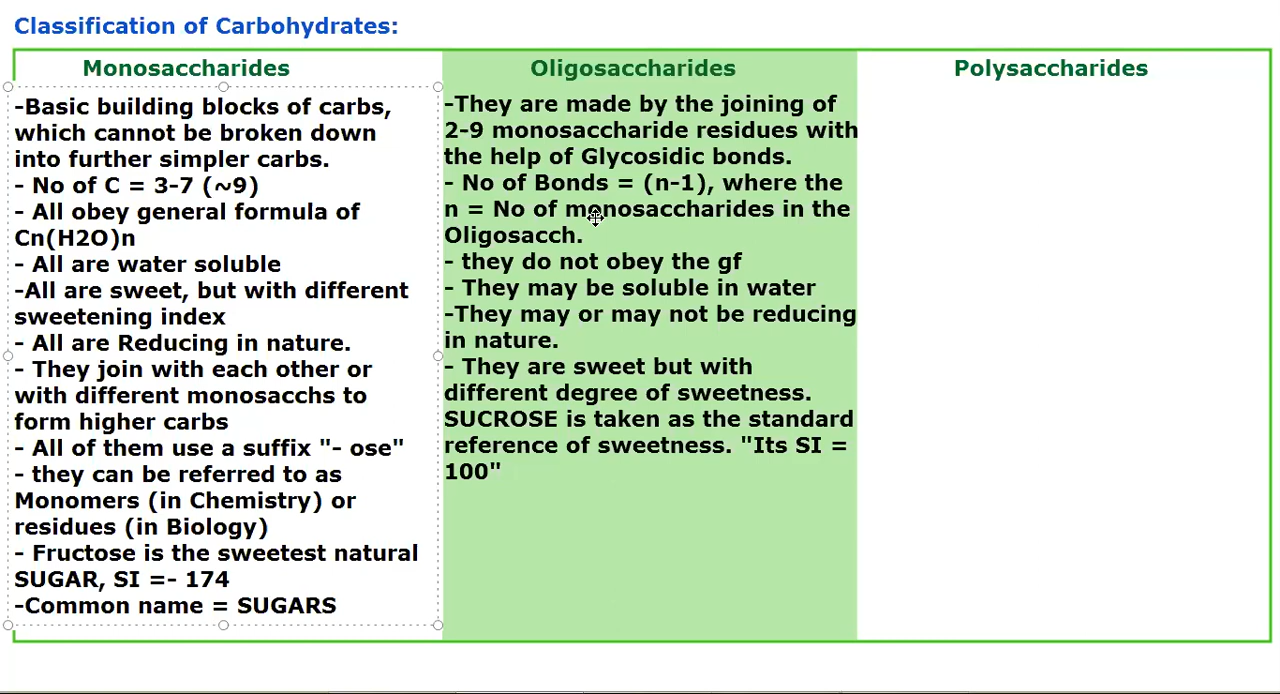 Classification of Carbohydrates:
Monosaccharides
-Basic building blocks of carbs,
which cannot be broken down
into further simpler carbs.
- No of C = 3-7 (~9)
- All obey general formula of
Cn(H2O)n
- All are water soluble
-All are sweet, but with different
sweetening index
- All are Reducing in nature.
- They join with each other or
with different monosacchs to
form higher carbs
- All of them use a suffix "- ose"
- they can be referred to as
Monomers (in Chemistry) or
residues (in Biology)
- Fructose is the sweetest natural
SUGAR, SI =- 174
-Common name = SUGARS
Oligosaccharides
-They are made by the joining of
2-9 monosaccharide residues with
the help of Glycosidic bonds.
- No of Bonds = (n-1), where the
n = No of monosaccharides in the
Oligosacch.
- they do not obey the gf
- They may be soluble in water
-They may or may not be reducing
in nature.
- They are sweet but with
different degree of sweetness.
SUCROSE is taken as the standard
reference of sweetness. "Its SI =
100"
Polysaccharides